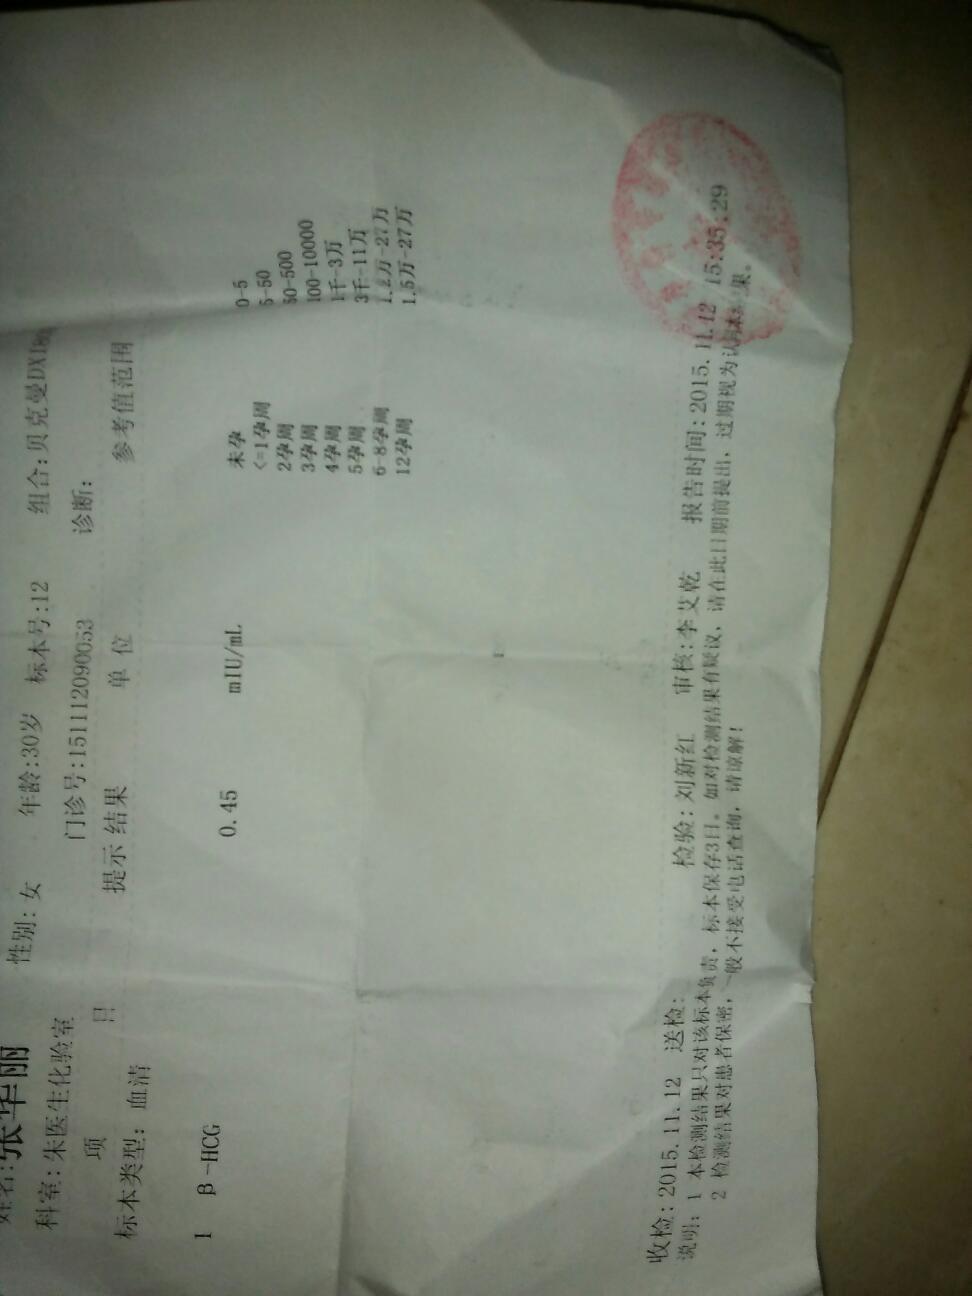 姓名:张华丽 性别:女 年龄:30岁 标本号:12 组合:贝克曼DXI
科室:朱医生化验室 门诊号:151112090053 诊断:
项目 提示 结果 单位 参考值范围
标本类型: 血清
1 β-HCG 0.45 mIU/mL 未孕 0-5
<=1孕周 5-50
2孕周 50-500
3孕周 100-10000
4孕周 1千-3万
5孕周 3千-11万
6-8孕周 1.2万-27万
12孕周 1.5万-27万
收检:2015.11.12 送检: 检验:刘新红 审核:李艾乾 报告时间:2015.11.12 15:35:29
说明: 1 本检测结果只对该标本负责，标本保存3日。如对检测结果有疑议，请在此日期前提出，过期视为认同本结果。
2 检测结果对患者保密，一般不接受电话查询，请谅解！